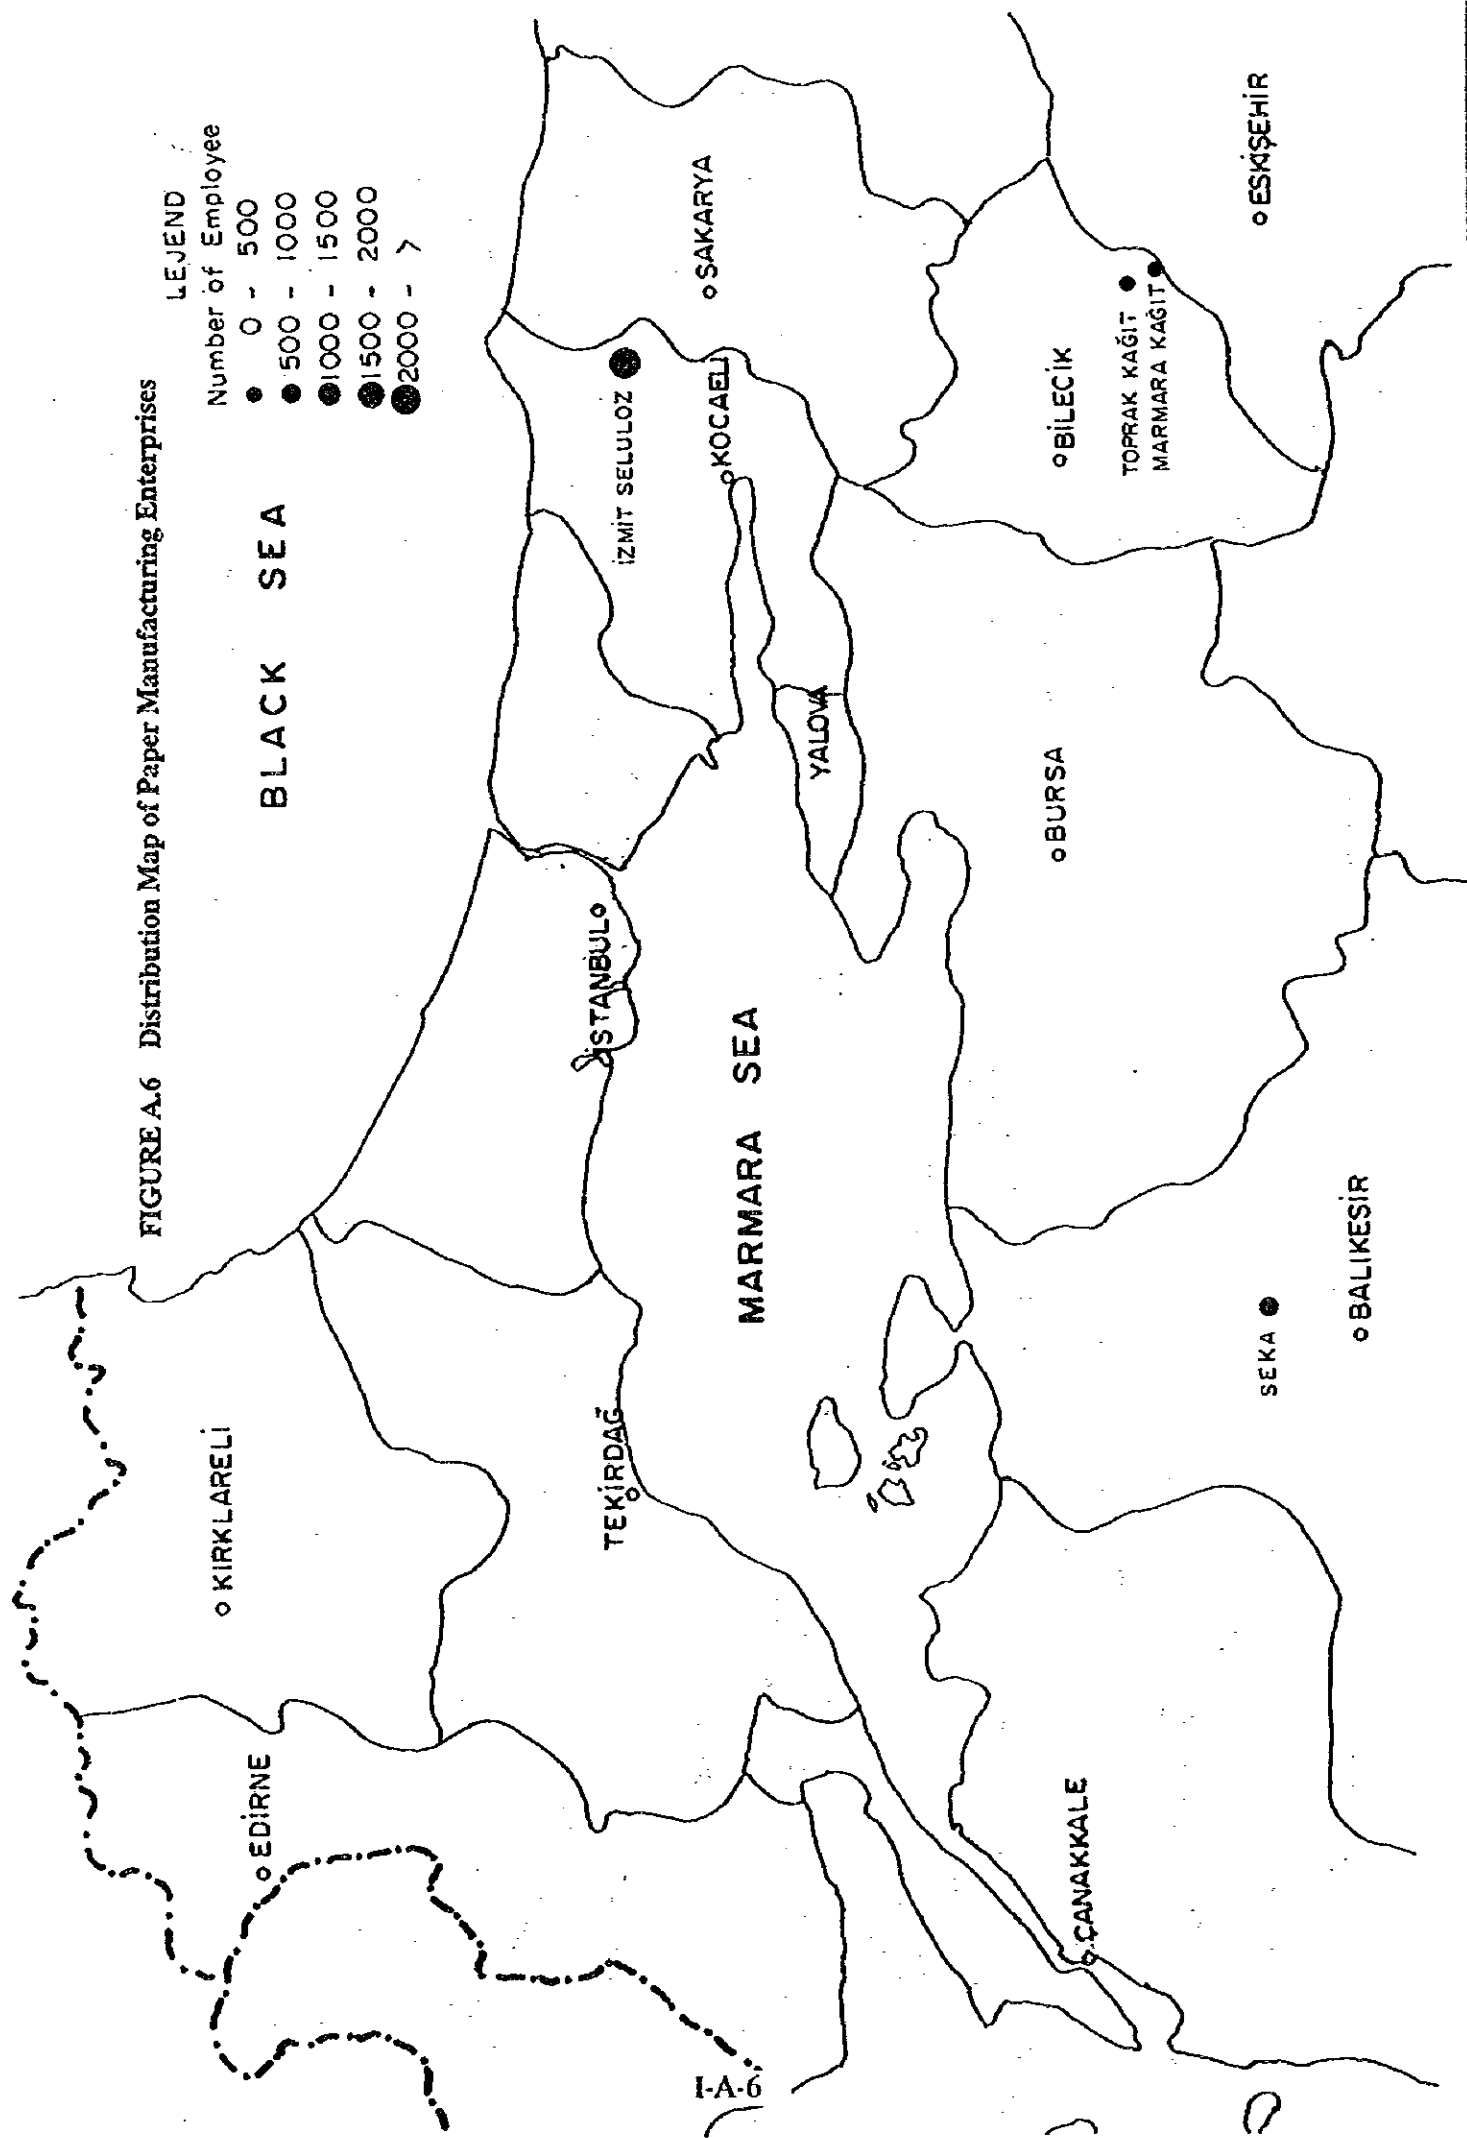 FIGURE A.6 Distribution Map of Paper Manufacturing Enterprises
LEJEND
Number of Employee
0 - 500
500 - 1000
1000 - 1500
1500 - 2000
2000 - >
BLACK SEA
KIRKLARELİ
EDİRNE
TEKİRDAĞ
İSTANBUL
İZMİT SELULOZ
KOCAELİ
SAKARYA
MARMARA SEA
YALOVA
BURSA
BİLECİK
TOPRAK KAĞIT
MARMARA KAĞIT
ESKİŞEHİR
ÇANAKKALE
SEKA
BALIKESİR
I-A-6